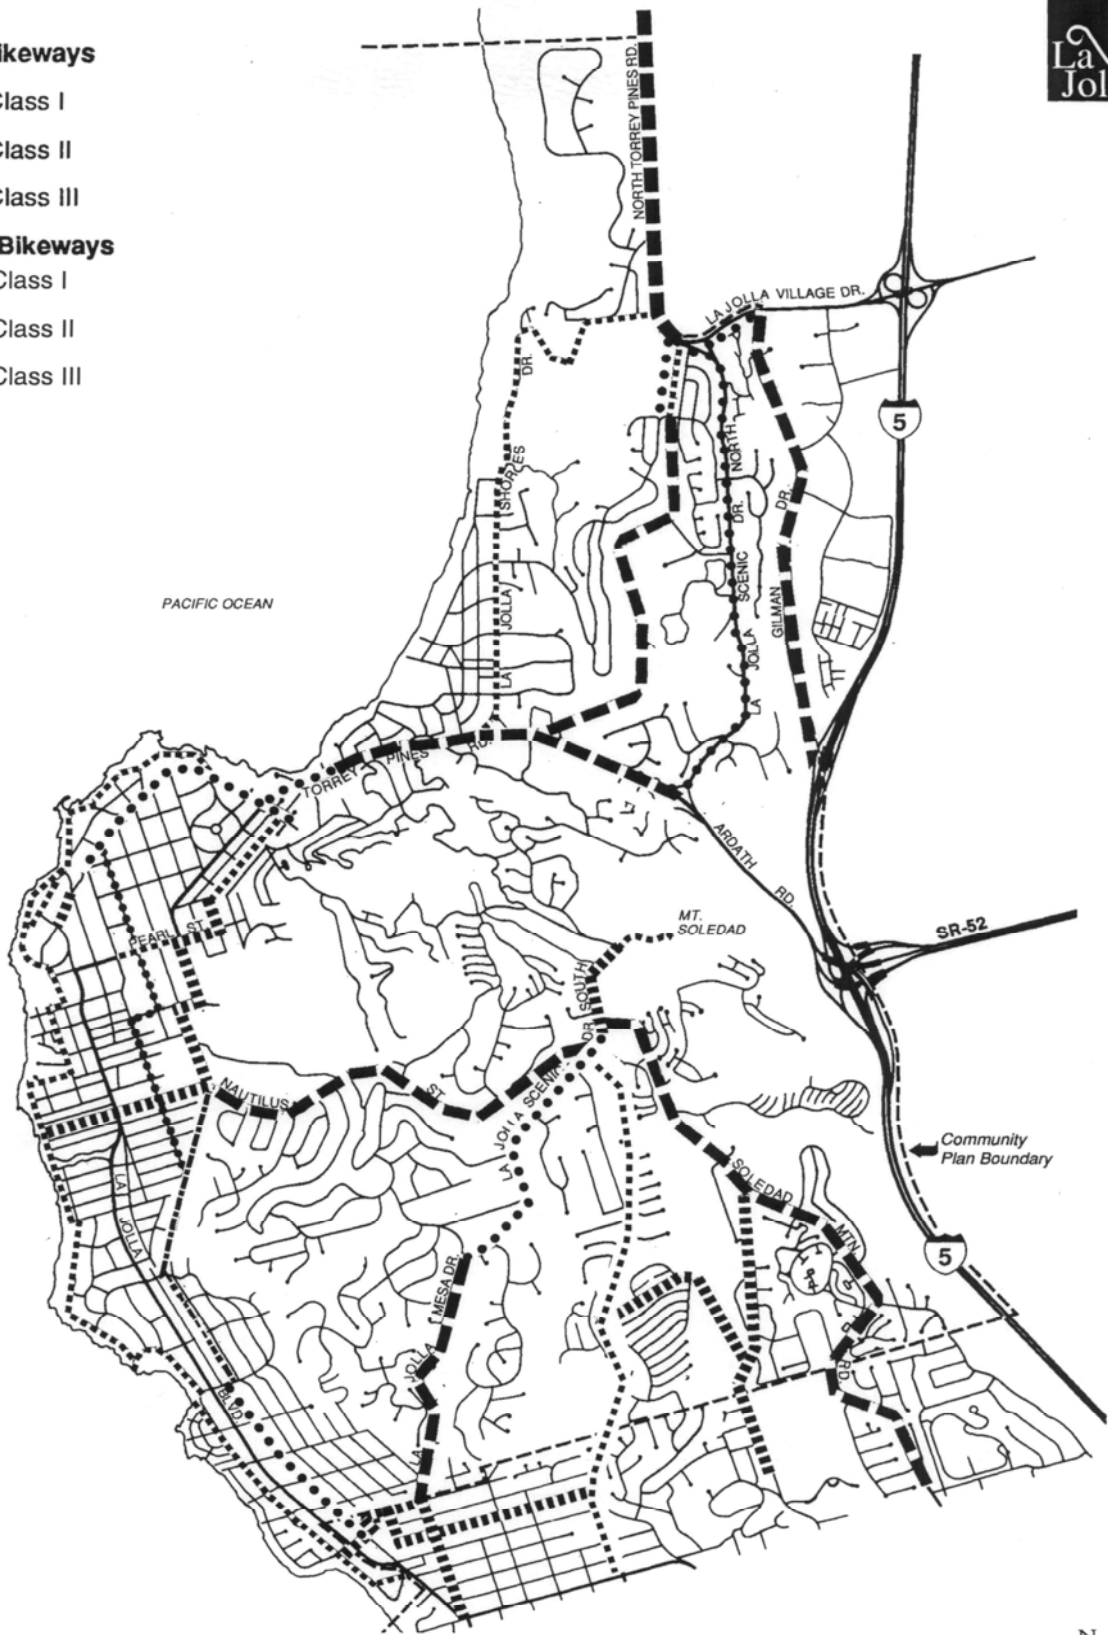 ikeways
Class I
Class II
Class III
Bikeways
Class I
Class II
Class III
La
Jol
NORTH TORREY PINES RD.
LA JOLLA VILLAGE DR.
5
LA JOLLA SHORES DR.
LA JOLLA SCENIC DR. NORTH
GILMAN DR.
PACIFIC OCEAN
TORREY PINES RD.
ARDATH RD.
LA
MT.
SOLEDAD
SR-52
PEARL ST.
NAUTILUS ST.
LA JOLLA SCENIC DR. SOUTH
Community
Plan Boundary
SOLEDAD MTN. RD.
5
LA JOLLA BLVD.
LA JOLLA MESA DR.
N